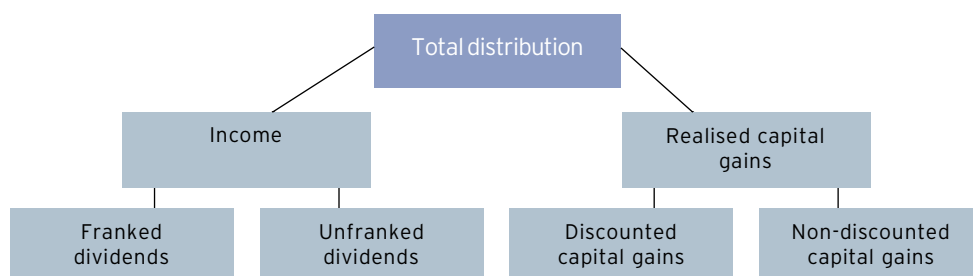 Total distribution
Income
Realised capital
gains
Franked
dividends
Unfranked
dividends
Discounted
capital gains
Non-discounted
capital gains